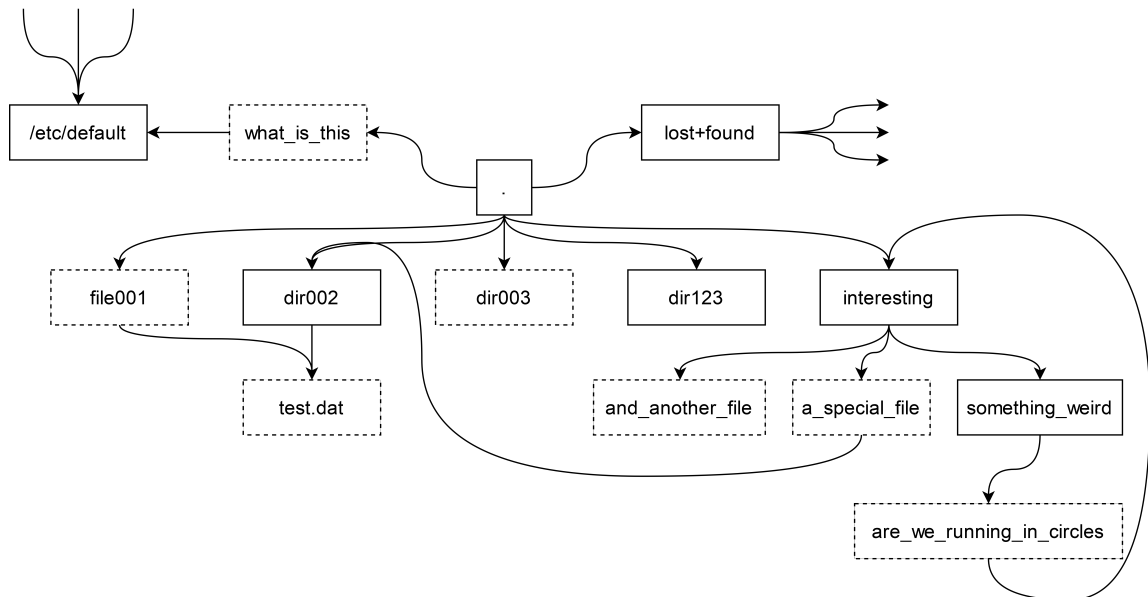 /etc/default
what_is_this
lost+found
.
file001
dir002
dir003
dir123
interesting
test.dat
and_another_file
a_special_file
something_weird
are_we_running_in_circles